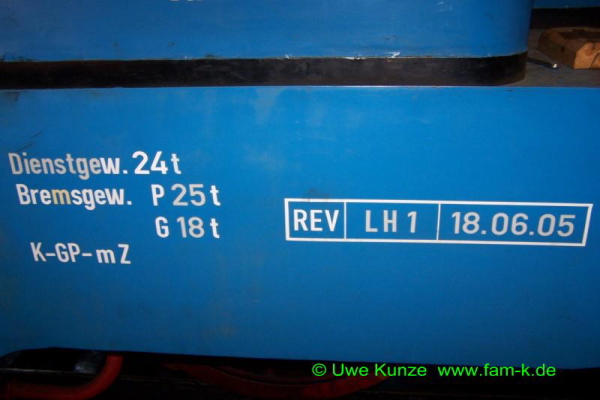 Dienstgew. 24t
Bremsgew. P 25t
G 18t
K-GP-mZ
REV LH1 18.06.05
© Uwe Kunze www.fam-k.de